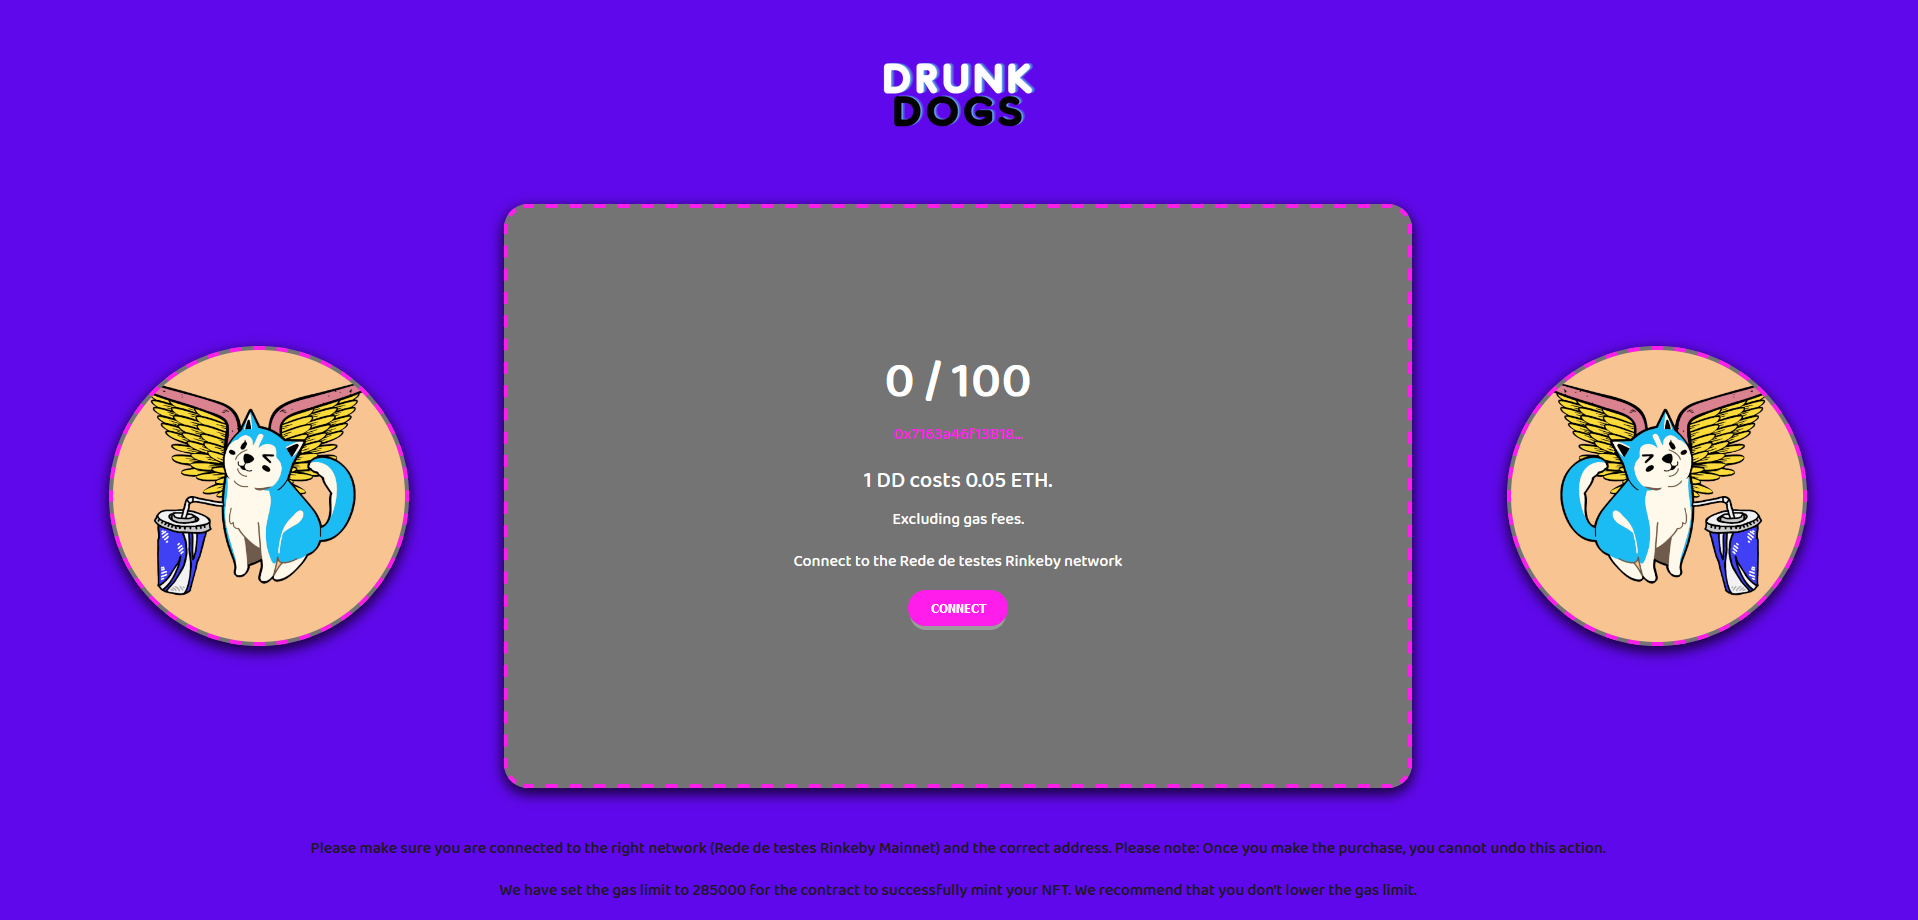 DRUNK
DOGS
0 / 100
0x7163a46f13818...
1 DD costs 0.05 ETH.
Excluding gas fees.
Connect to the Rede de testes Rinkeby network
CONNECT
Please make sure you are connected to the right network (Rede de testes Rinkeby Mainnet) and the correct address. Please note: Once you make the purchase, you cannot undo this action.
We have set the gas limit to 285000 for the contract to successfully mint your NFT. We recommend that you don't lower the gas limit.